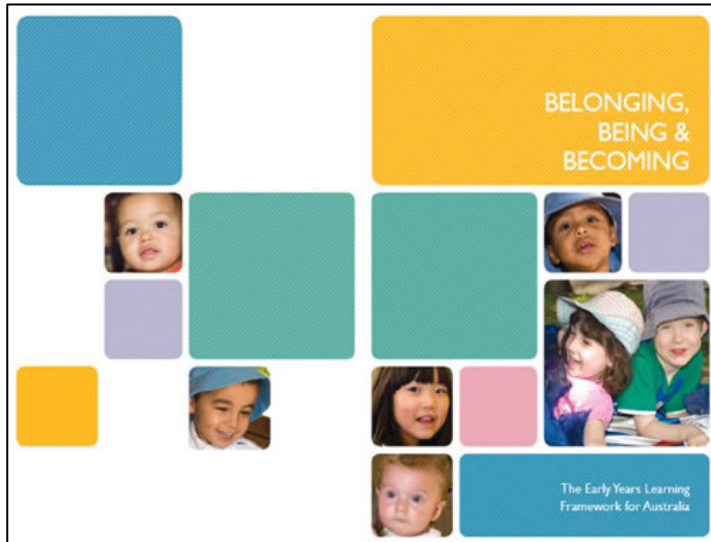 BELONGING,
BEING &
BECOMING
The Early Years Learning
Framework for Australia